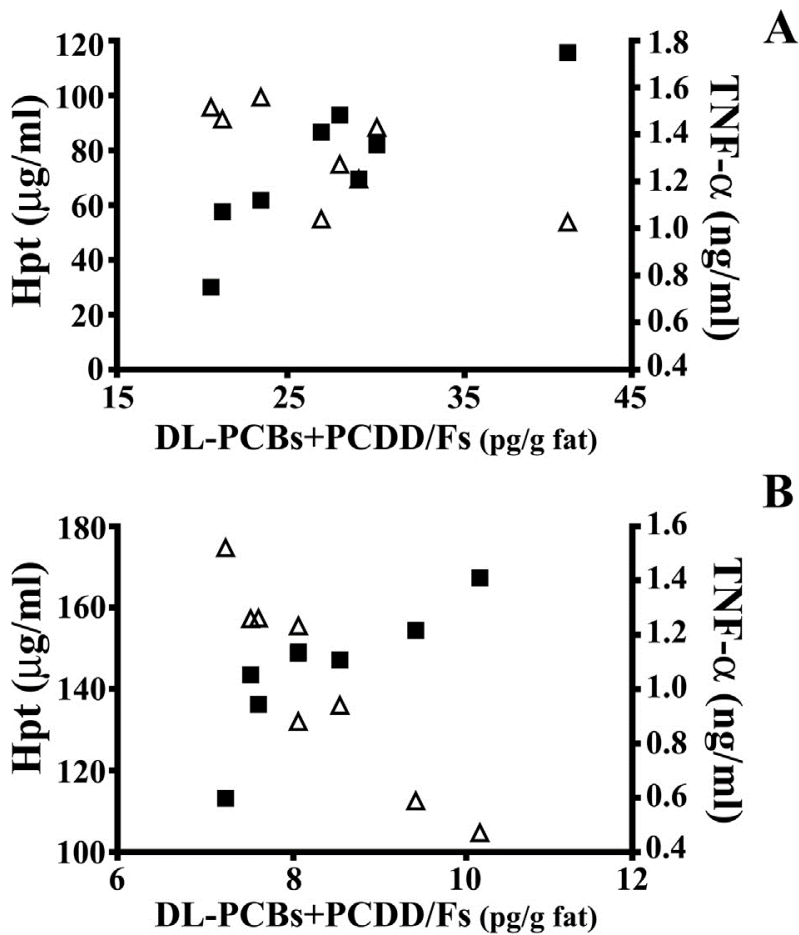 A
120
100
80
60
40
20
0
Hpt (μg/ml)
1.8
1.6
1.4
1.2
1.0
0.8
0.6
0.4
TNF-α (ng/ml)
15 25 35 45
DL-PCBs+PCDD/Fs (pg/g fat)
B
180
160
140
120
100
Hpt (μg/ml)
1.6
1.4
1.2
1.0
0.8
0.6
0.4
TNF-α (ng/ml)
6 8 10 12
DL-PCBs+PCDD/Fs (pg/g fat)